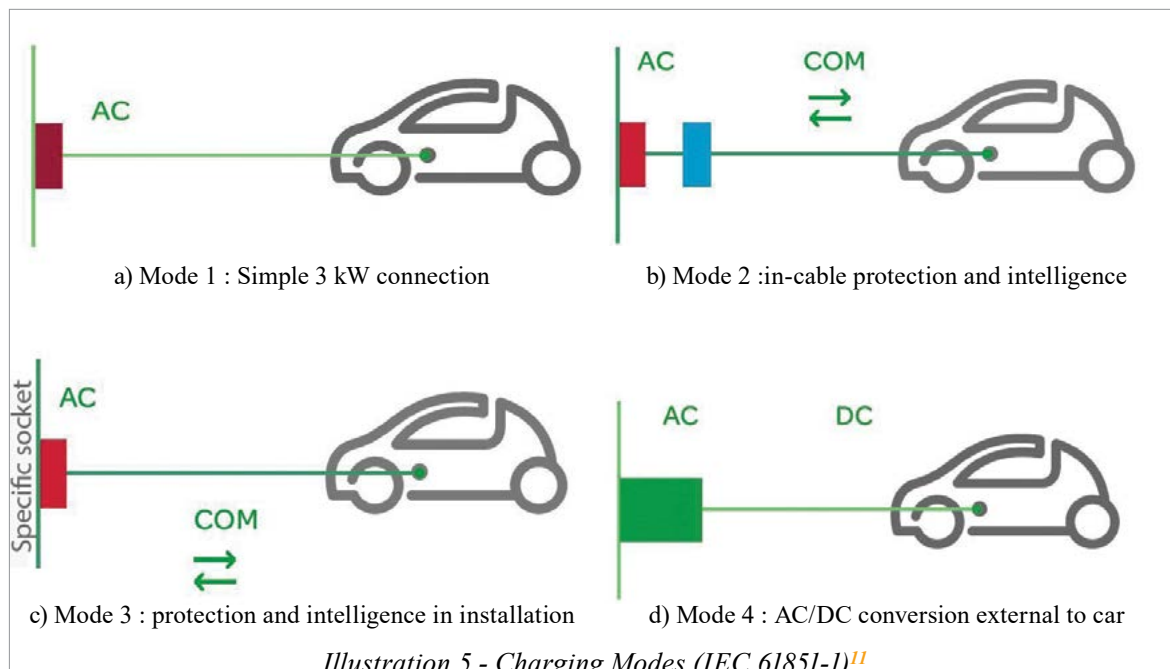 AC
AC
COM
a) Mode 1 : Simple 3 kW connection
b) Mode 2 :in-cable protection and intelligence
Specific socket
AC
COM
AC
DC
c) Mode 3 : protection and intelligence in installation
d) Mode 4 : AC/DC conversion external to car
Illustration 5 - Charging Modes (IEC 61851-1)11